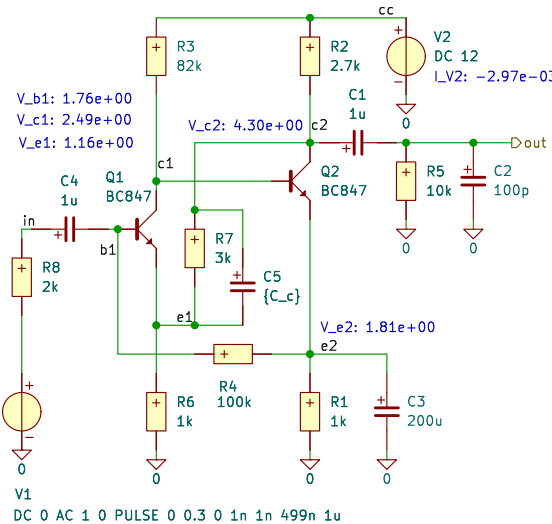 cc
R3
82k
R2
2.7k
V2
DC 12
I_V2: -2.97e-03
0
V_b1: 1.76e+00
V_c1: 2.49e+00
V_e1: 1.16e+00
V_c2: 4.30e+00
C1
1u
c2
out
c1
Q1
BC847
Q2
BC847
R5
10k
C2
100p
0
0
C4
1u
in
b1
R8
2k
R7
3k
C5
{C_c}
e1
V_e2: 1.81e+00
e2
R4
100k
R6
1k
R1
1k
C3
200u
0
0
0
0
V1
DC 0 AC 1 0 PULSE 0 0.3 0 1n 1n 499n 1u